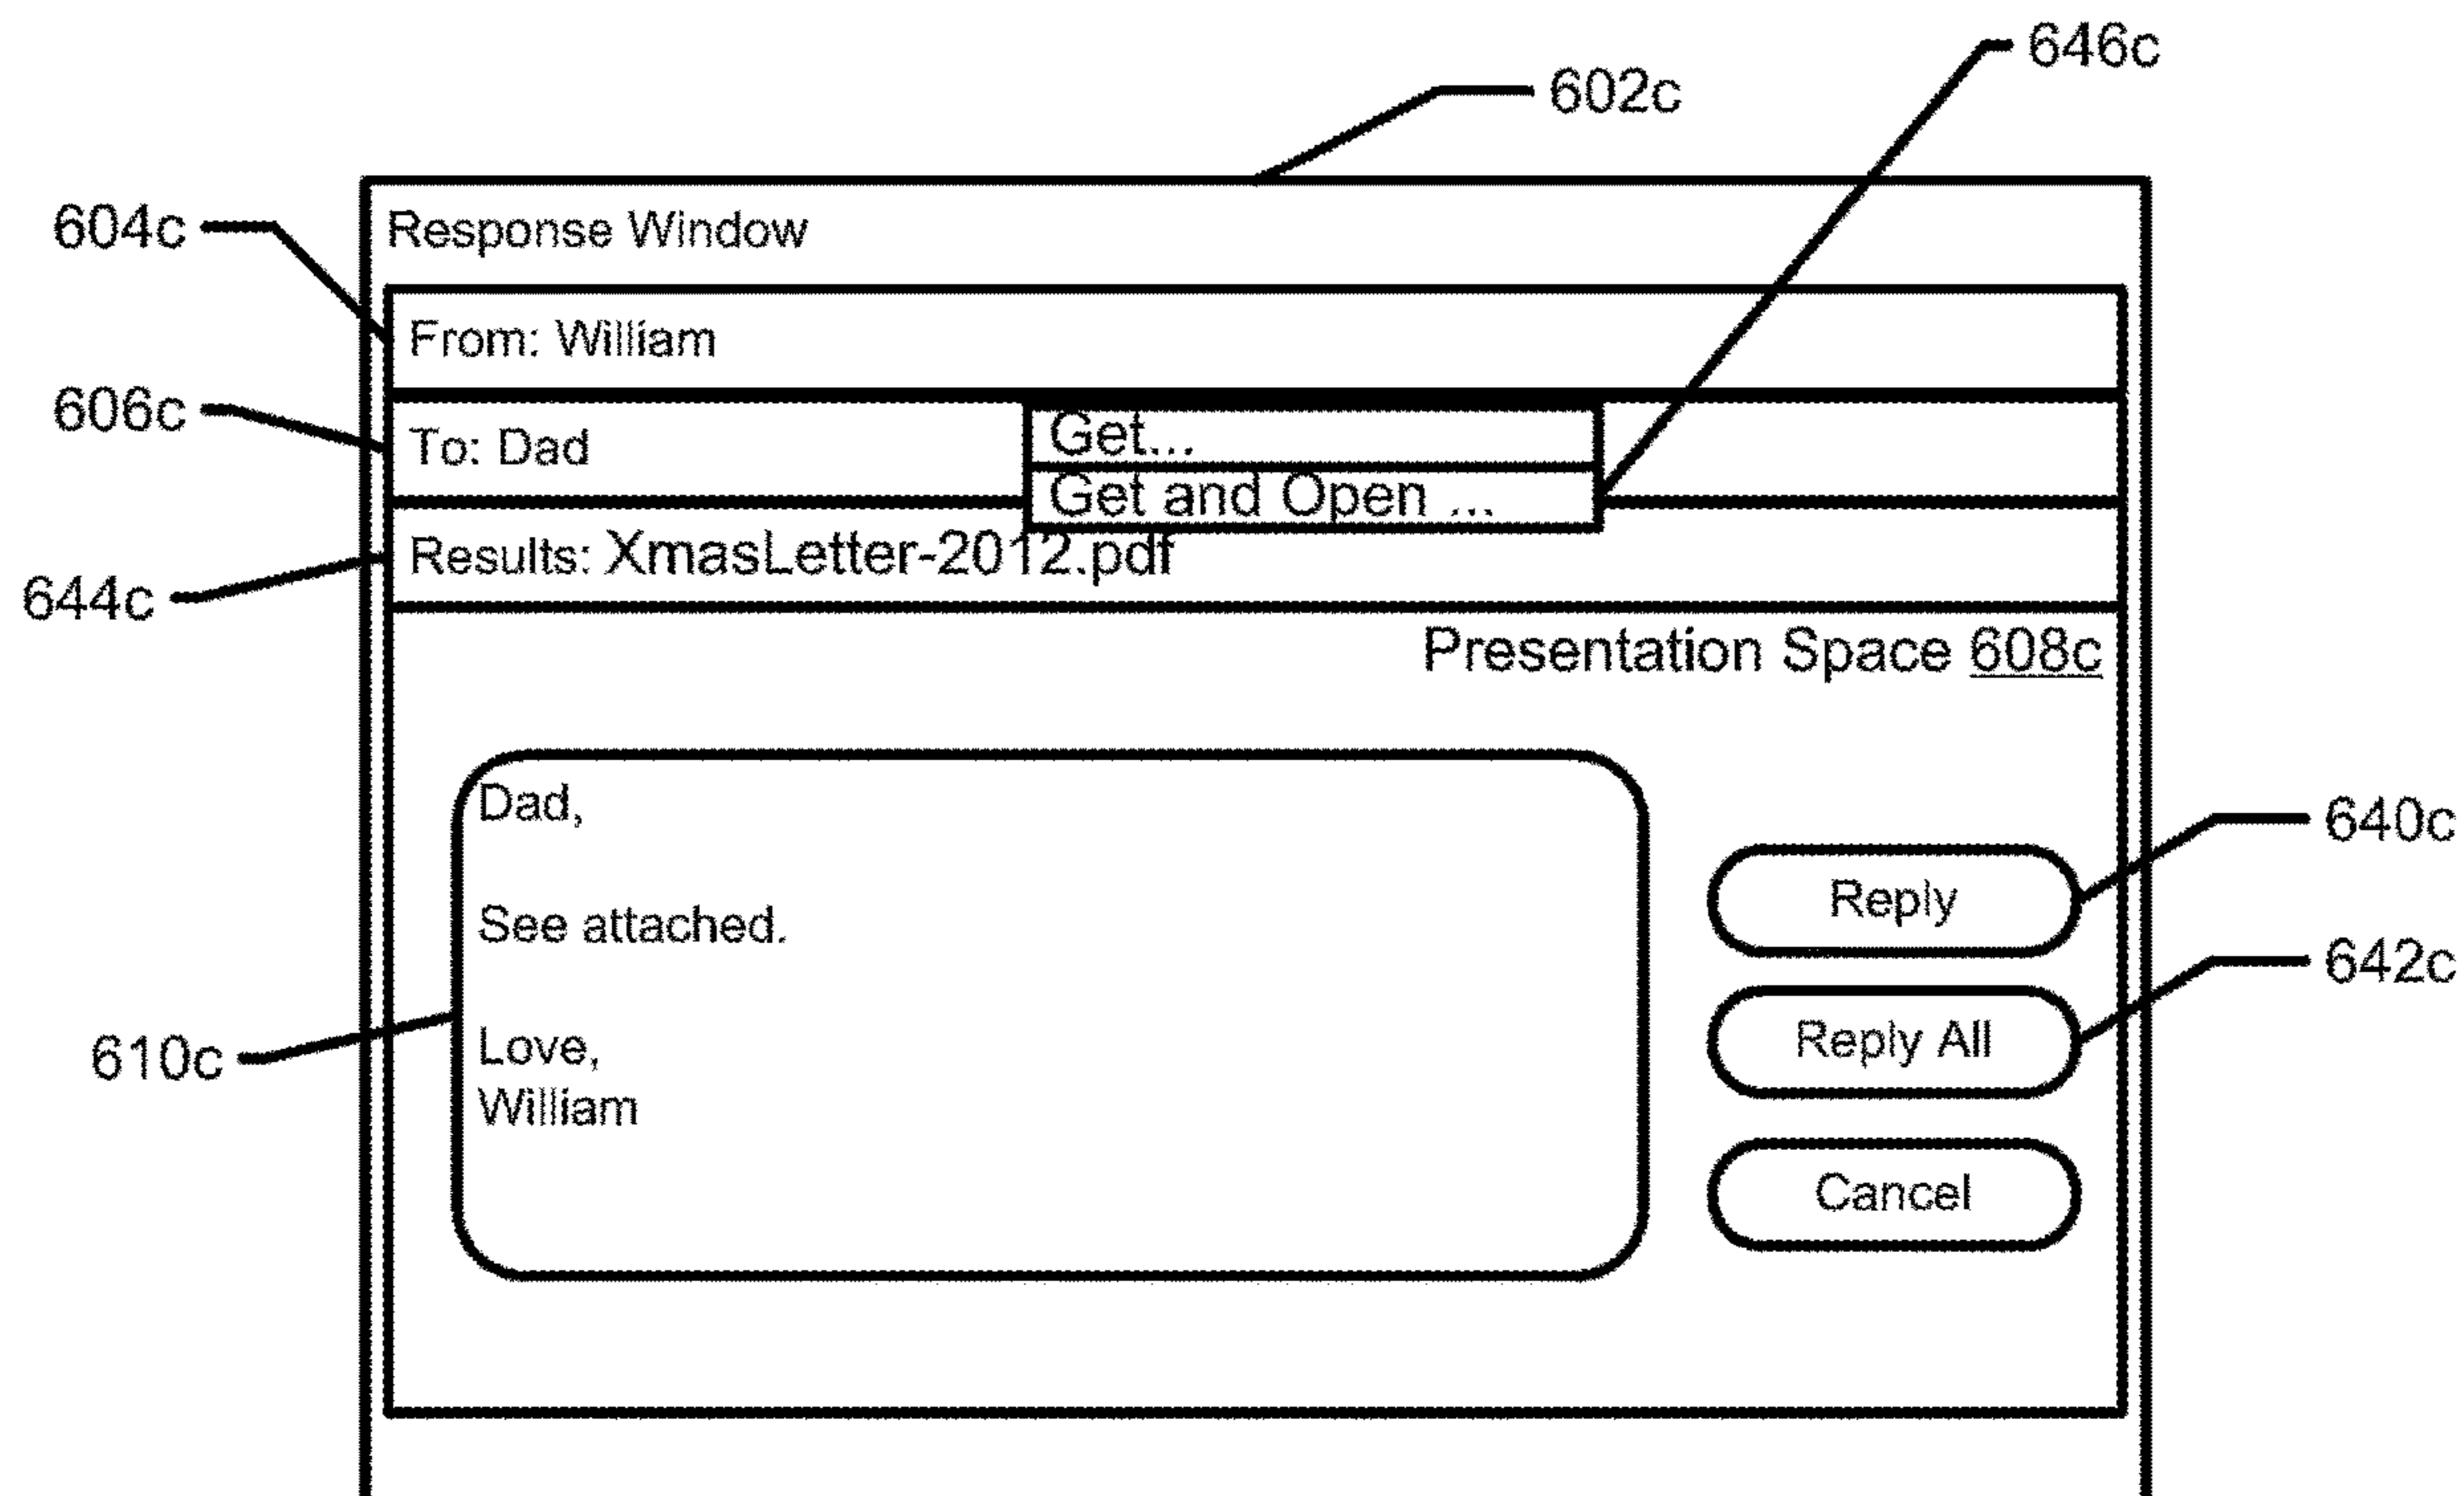 646c
602c
604c
Response Window
From: William
606c
To: Dad
Get...
Get and Open ...
Results: XmasLetter-2012.pdf
644c
Presentation Space 608c
Dad,
See attached.
Love,
William
610c
Reply
640c
Reply All
642c
Cancel